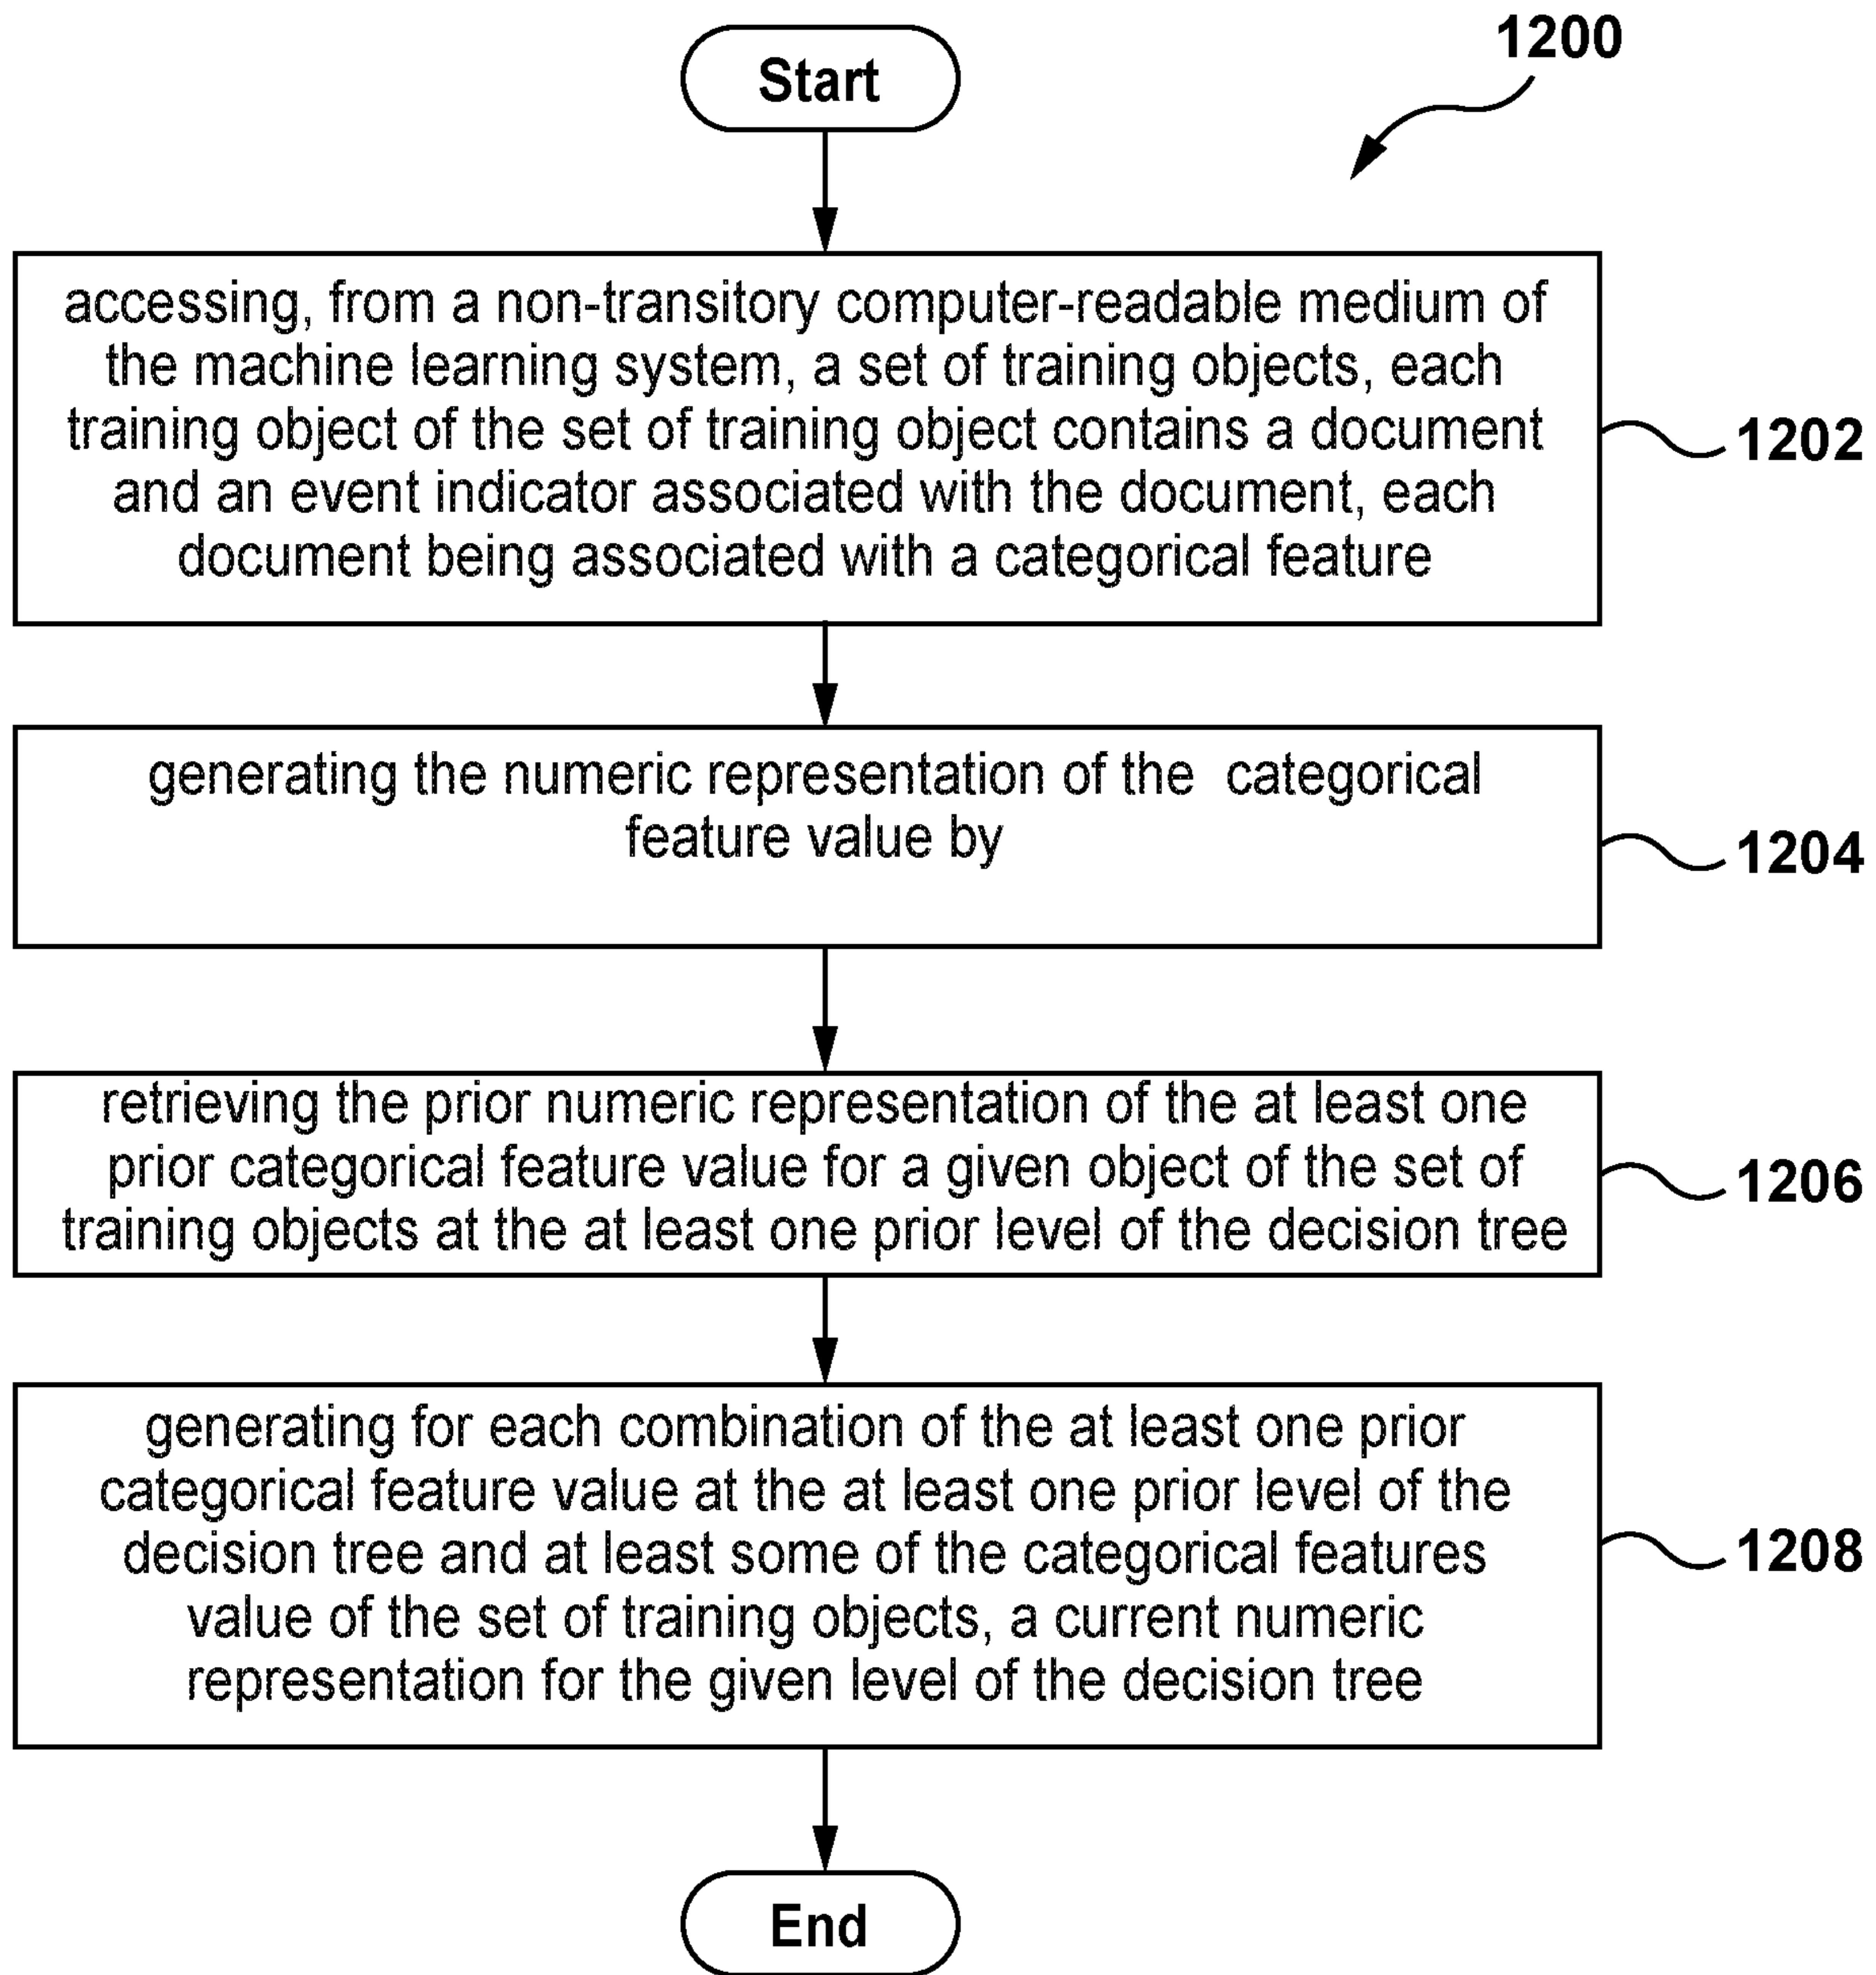 1200
Start
accessing, from a non-transitory computer-readable medium of
the machine learning system, a set of training objects, each
training object of the set of training object contains a document
and an event indicator associated with the document, each
document being associated with a categorical feature
1202
generating the numeric representation of the categorical
feature value by
1204
retrieving the prior numeric representation of the at least one
prior categorical feature value for a given object of the set of
training objects at the at least one prior level of the decision tree
1206
generating for each combination of the at least one prior
categorical feature value at the at least one prior level of the
decision tree and at least some of the categorical features
value of the set of training objects, a current numeric
representation for the given level of the decision tree
1208
End